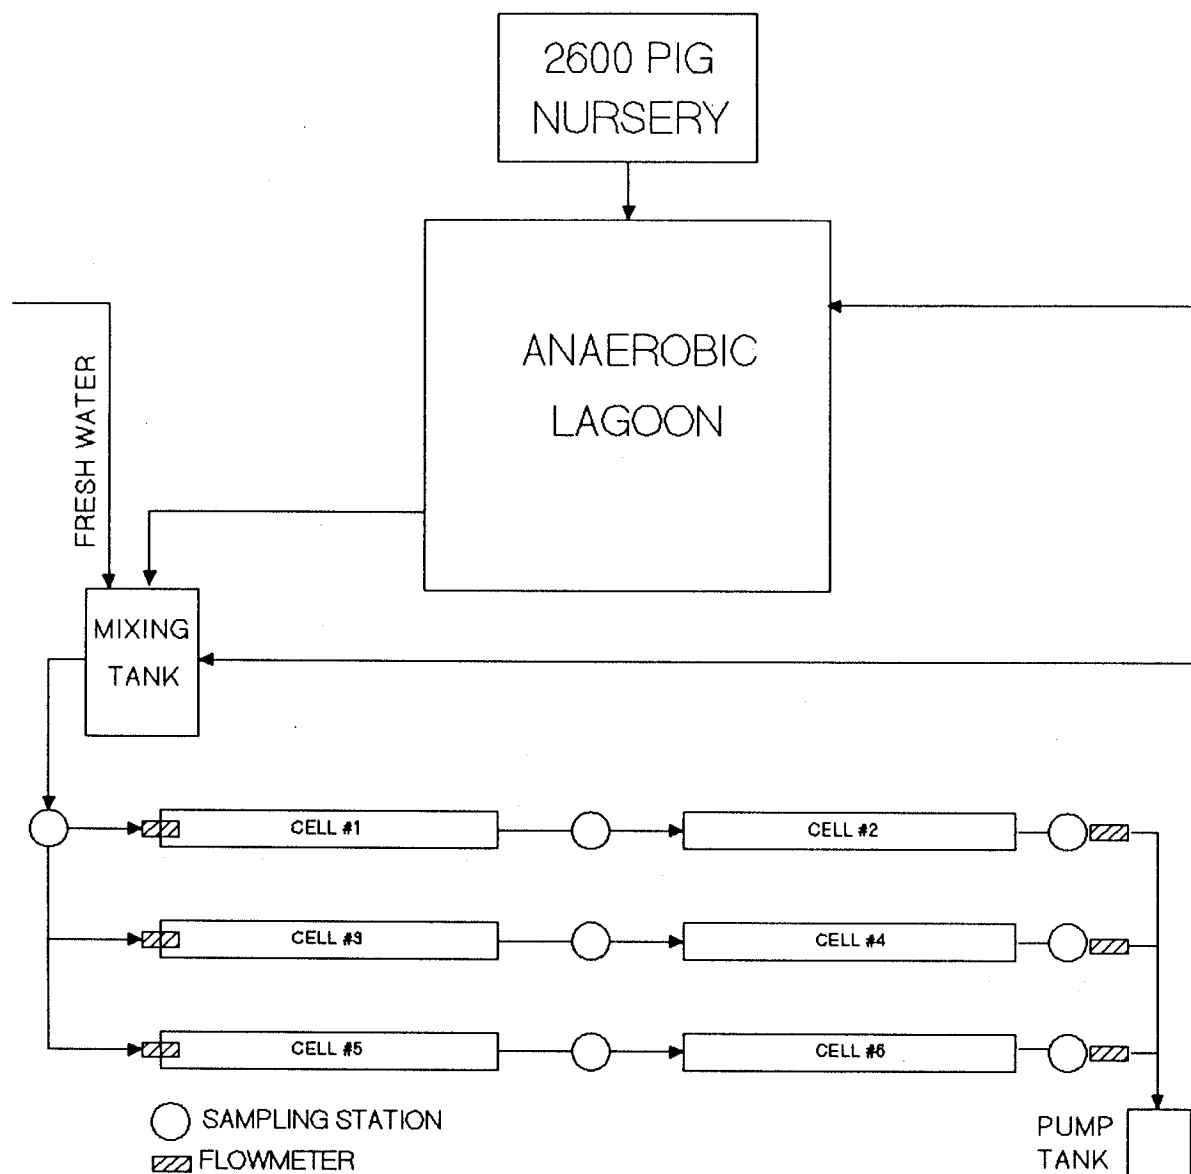 2600 PIG
NURSERY
ANAEROBIC
LAGOON
FRESH WATER
MIXING
TANK
CELL #1
CELL #2
CELL #3
CELL #4
CELL #5
CELL #6
SAMPLING STATION
FLOWMETER
PUMP
TANK